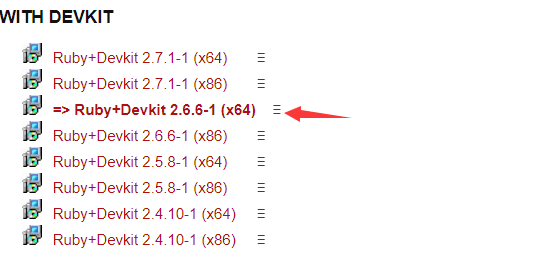 WITH DEVKIT
Ruby+Devkit 2.7.1-1 (x64)
Ruby+Devkit 2.7.1-1 (x86)
=> Ruby+Devkit 2.6.6-1 (x64)
Ruby+Devkit 2.6.6-1 (x86)
Ruby+Devkit 2.5.8-1 (x64)
Ruby+Devkit 2.5.8-1 (x86)
Ruby+Devkit 2.4.10-1 (x64)
Ruby+Devkit 2.4.10-1 (x86)